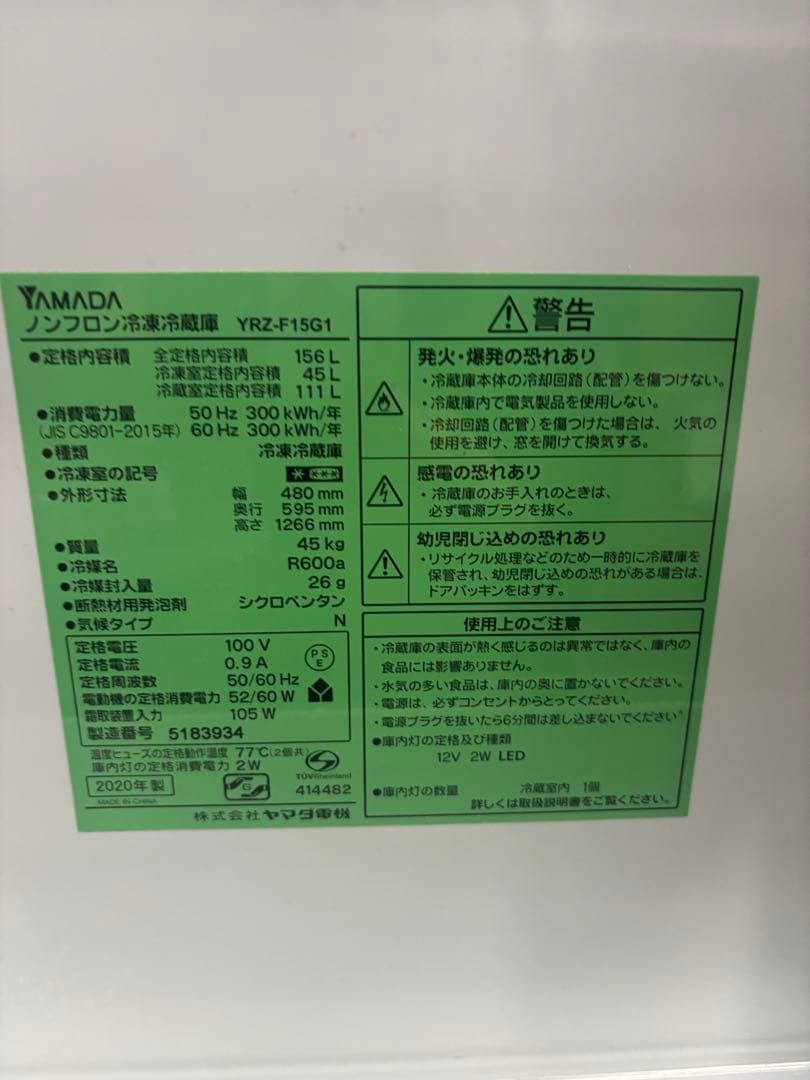 YAMADA
ノンフロン冷凍冷蔵庫 YRZ-F15G1
●定格内容積 全定格内容積 156 L
冷凍室定格内容積 45 L
冷蔵室定格内容積 111 L
●消費電力量 50 Hz 300 kWh/年
(JIS C9801-2015年) 60 Hz 300 kWh/年
●種類 冷凍冷蔵庫
●冷凍室の記号
●外形寸法 幅 480 mm
奥行 595 mm
高さ 1266 mm
●質量 45 kg
●冷媒名 R600a
●冷媒封入量 26 g
●断熱材用発泡剤 シクロペンタン
●気候タイプ N
定格電圧 100 V
定格電流 0.9 A
定格周波数 50/60 Hz
電動機の定格消費電力 52/60 W
霜取装置入力 105 W
製造番号 5183934
PS
E
温度ヒューズの定格動作温度 77℃(2個共)
庫内灯の定格消費電力 2 W
TÜVRheinland
2020年 製
G
414482
MADE IN CHINA
株式会社 ヤマダ電機
警告
発火・爆発の恐れあり
・冷蔵庫本体の冷却回路(配管)を傷つけない。
・冷蔵庫内で電気製品を使用しない。
・冷却回路(配管)を傷つけた場合は、火気の
使用を避け、窓を開けて換気する。
感電の恐れあり
・冷蔵庫のお手入れのときは、
必ず電源プラグを抜く。
幼児閉じ込めの恐れあり
・リサイクル処理などのため一時的に冷蔵庫を
保管され、幼児閉じ込めの恐れがある場合は、
ドアパッキンをはずす。
使用上のご注意
・冷蔵庫の表面が熱く感じるのは異常ではなく、庫内の
食品には影響ありません。
・水気の多い食品は、庫内の奥に置かないでください。
・電源は、必ずコンセントからとってください。
・電源プラグを抜いたら6分間は差し込まないでください。
●庫内灯の定格及び種類
12V 2W LED
●庫内灯の数量 冷蔵室内 1個
詳しくは取扱説明書をご覧ください。